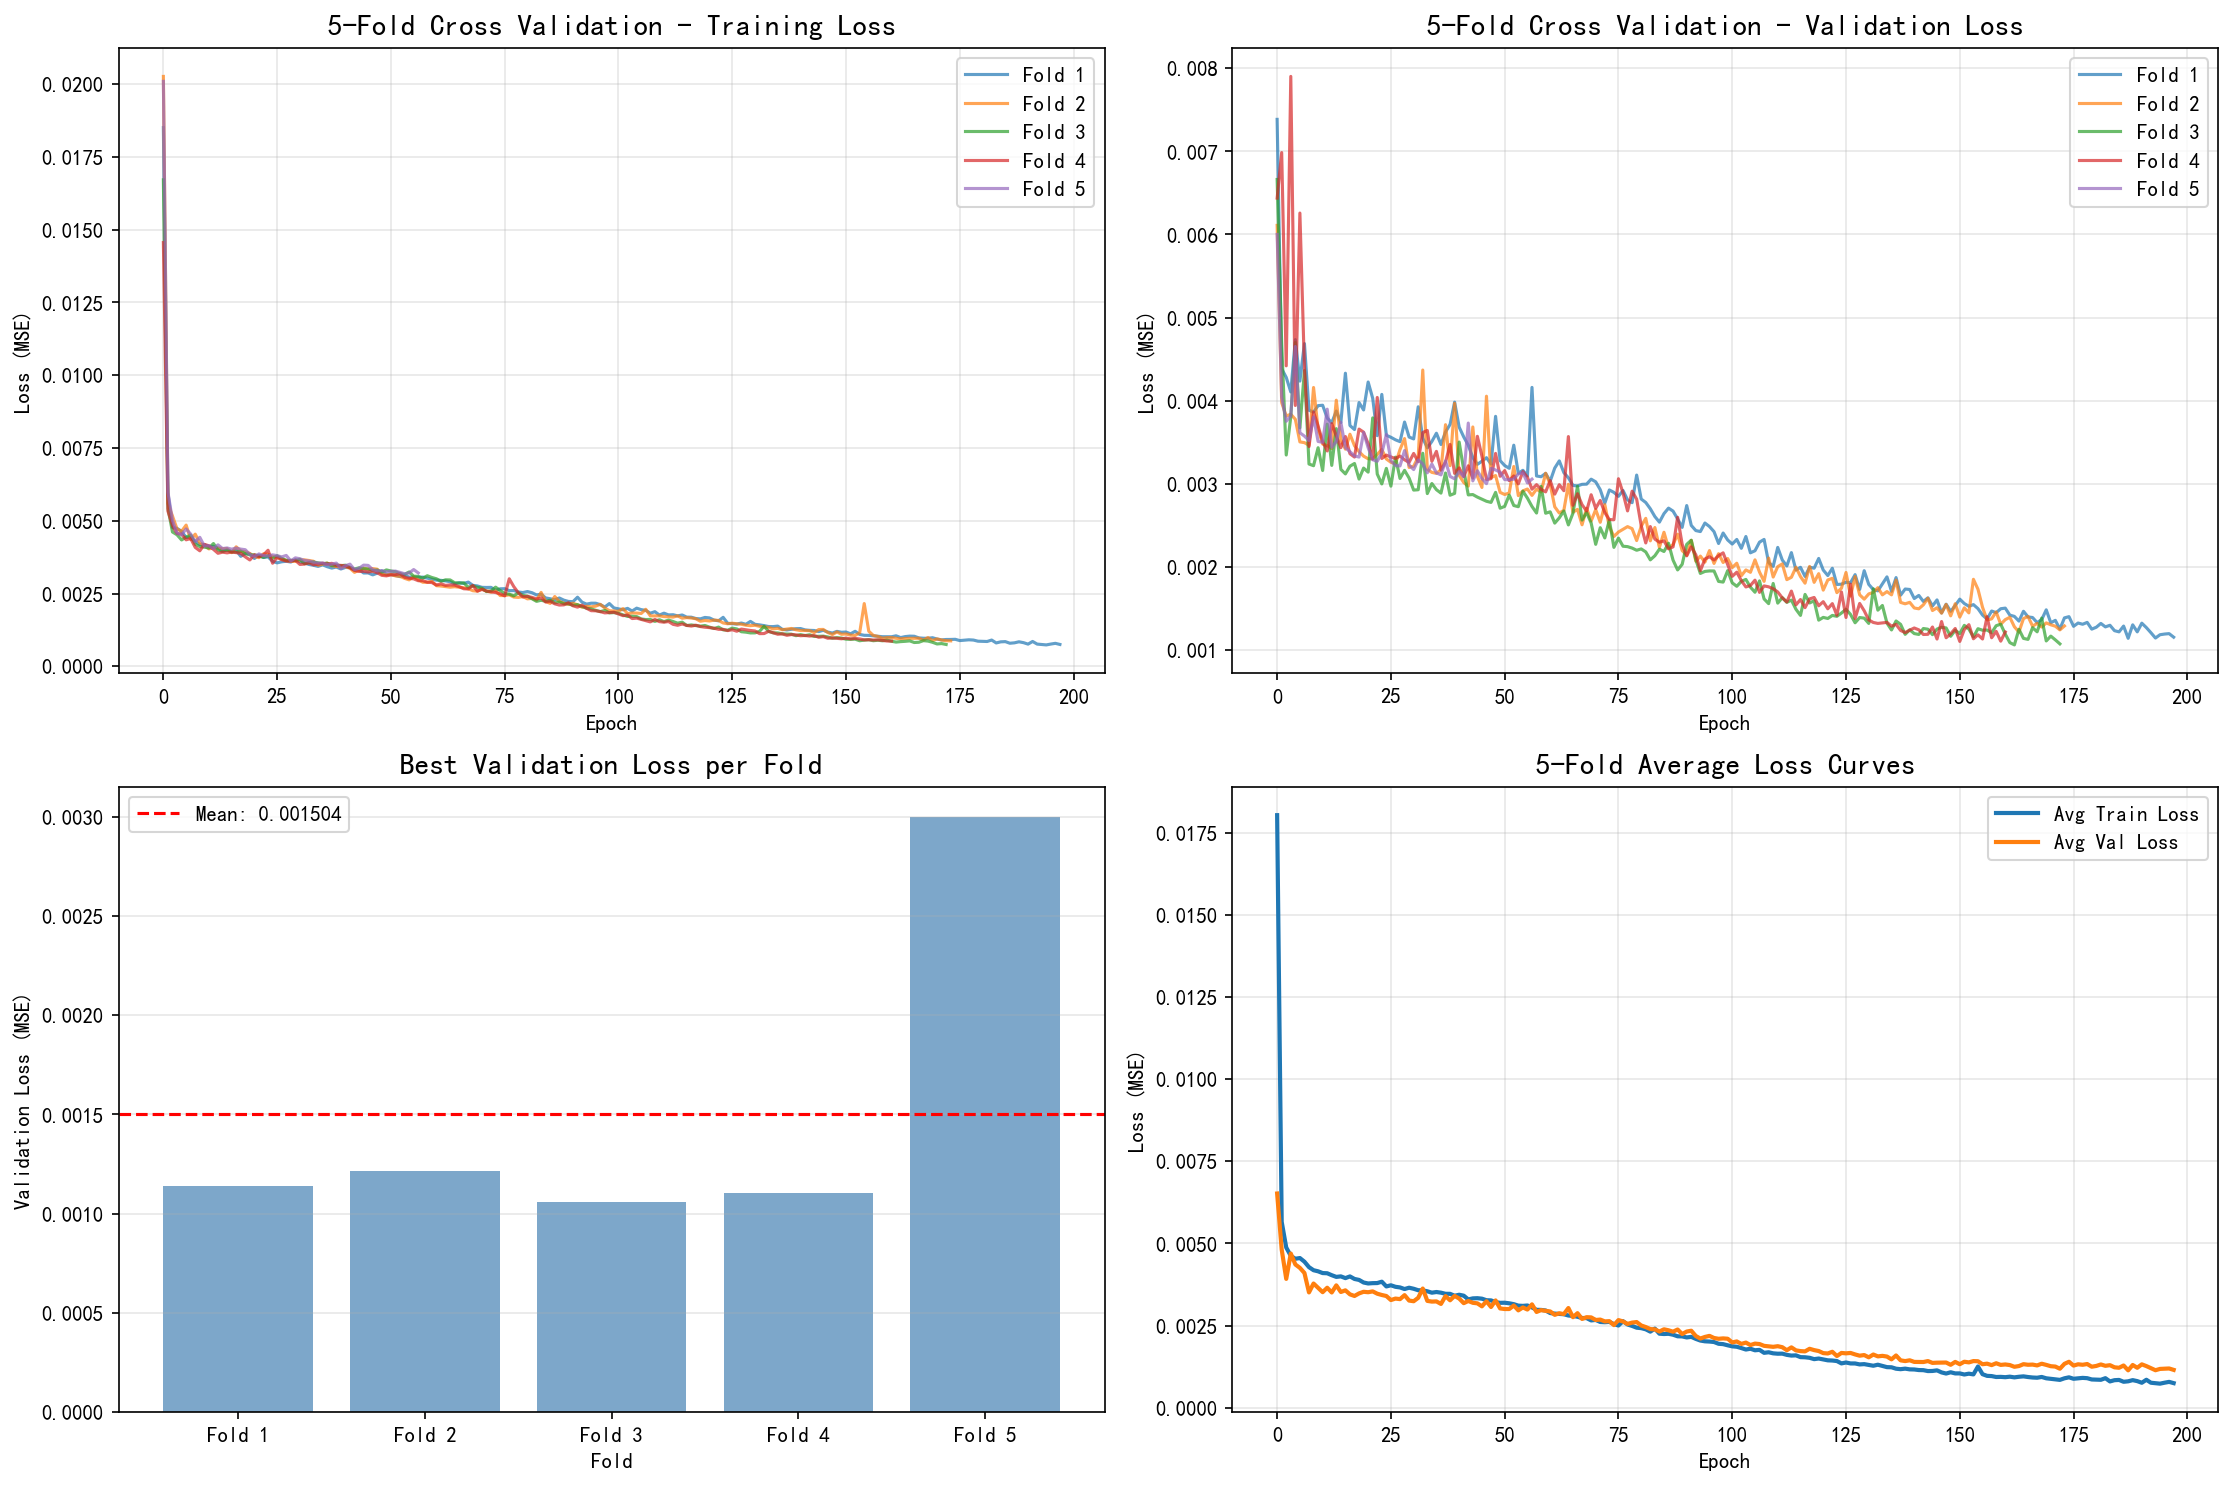 5-Fold Cross Validation - Training Loss
Loss (MSE)
0.0200
0.0175
0.0150
0.0125
0.0100
0.0075
0.0050
0.0025
0.0000
0 25 50 75 100 125 150 175 200
Epoch
Fold 1
Fold 2
Fold 3
Fold 4
Fold 5
5-Fold Cross Validation - Validation Loss
Loss (MSE)
0.008
0.007
0.006
0.005
0.004
0.003
0.002
0.001
0 25 50 75 100 125 150 175 200
Epoch
Fold 1
Fold 2
Fold 3
Fold 4
Fold 5
Best Validation Loss per Fold
Validation Loss (MSE)
Mean: 0.001504
0.0030
0.0025
0.0020
0.0015
0.0010
0.0005
0.0000
Fold 1 Fold 2 Fold 3 Fold 4 Fold 5
Fold
5-Fold Average Loss Curves
Loss (MSE)
Avg Train Loss
Avg Val Loss
0.0175
0.0150
0.0125
0.0100
0.0075
0.0050
0.0025
0.0000
0 25 50 75 100 125 150 175 200
Epoch